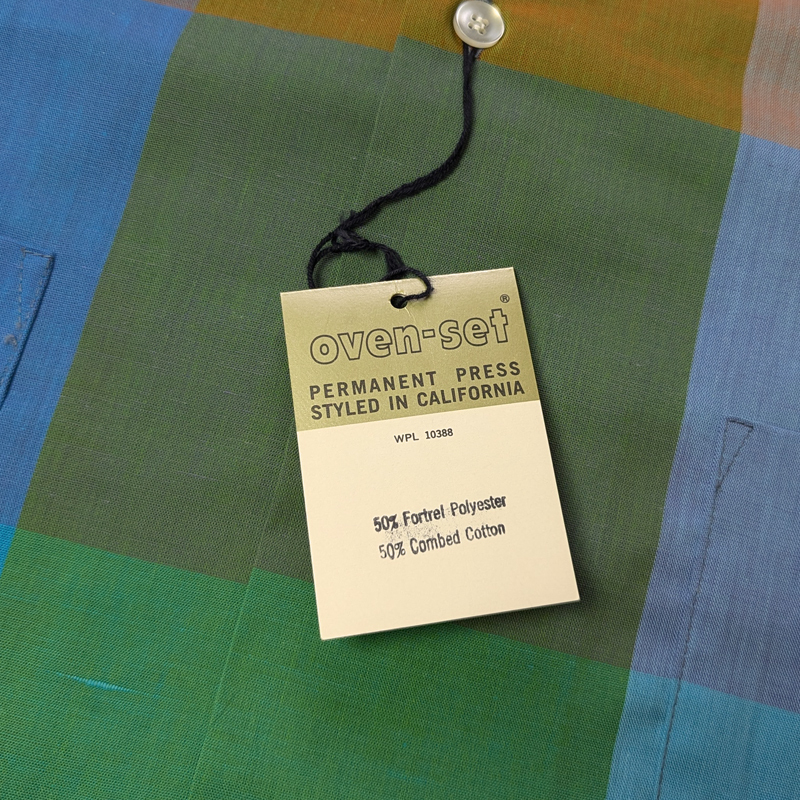 oven-set®
PERMANENT PRESS
STYLED IN CALIFORNIA
WPL 10388
50% Fortrel Polyester
50% Combed Cotton